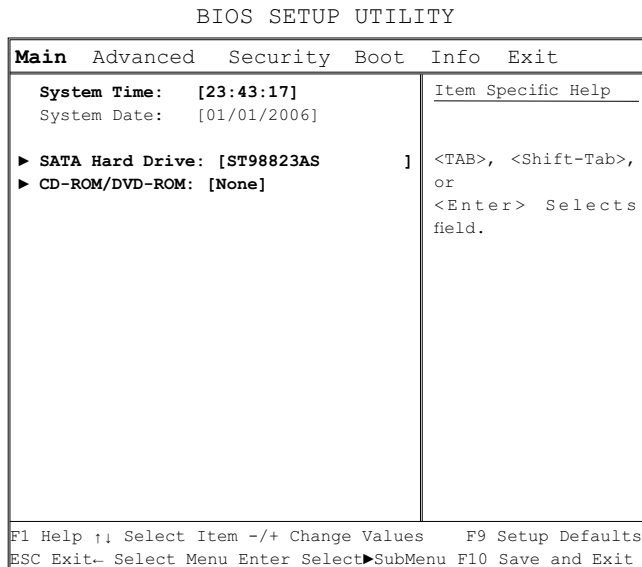 BIOS SETUP UTILITY
Main Advanced Security Boot Info Exit
System Time: [23:43:17]
System Date: [01/01/2006]
► SATA Hard Drive: [ST98823AS ]
► CD-ROM/DVD-ROM: [None]
Item Specific Help
<TAB>, <Shift-Tab>,
or
<Enter> Selects
field.
F1 Help ↑↓ Select Item -/+ Change Values F9 Setup Defaults
ESC Exit← Select Menu Enter Select►SubMenu F10 Save and Exit